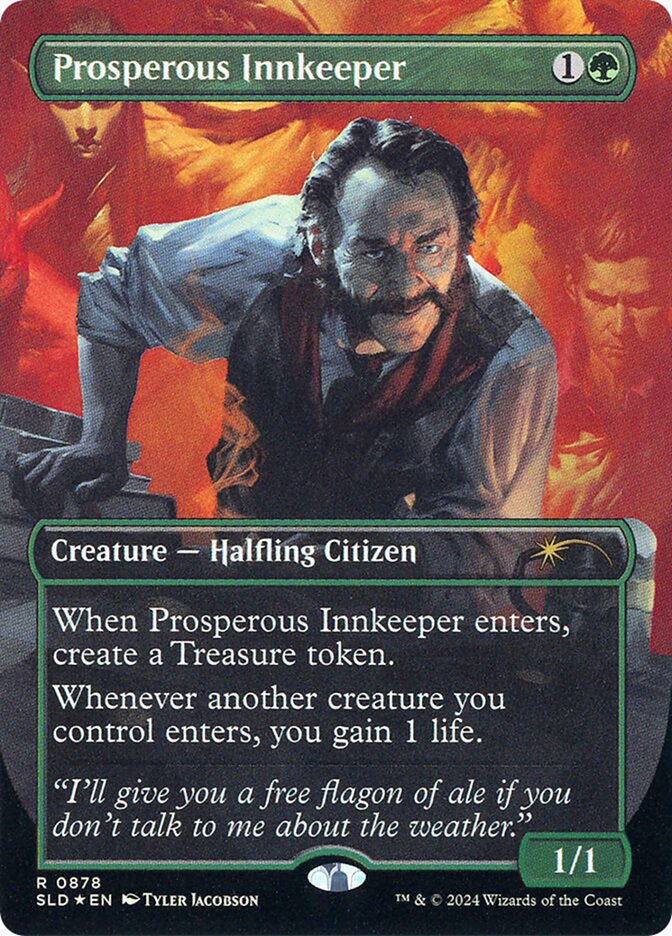 Prosperous Innkeeper 1
Creature — Halfling Citizen
When Prosperous Innkeeper enters,
create a Treasure token.
Whenever another creature you
control enters, you gain 1 life.
“I’ll give you a free flagon of ale if you
don’t talk to me about the weather.”
1/1
R 0878
SLD ★ EN Tyler Jacobson
™ & © 2024 Wizards of the Coast